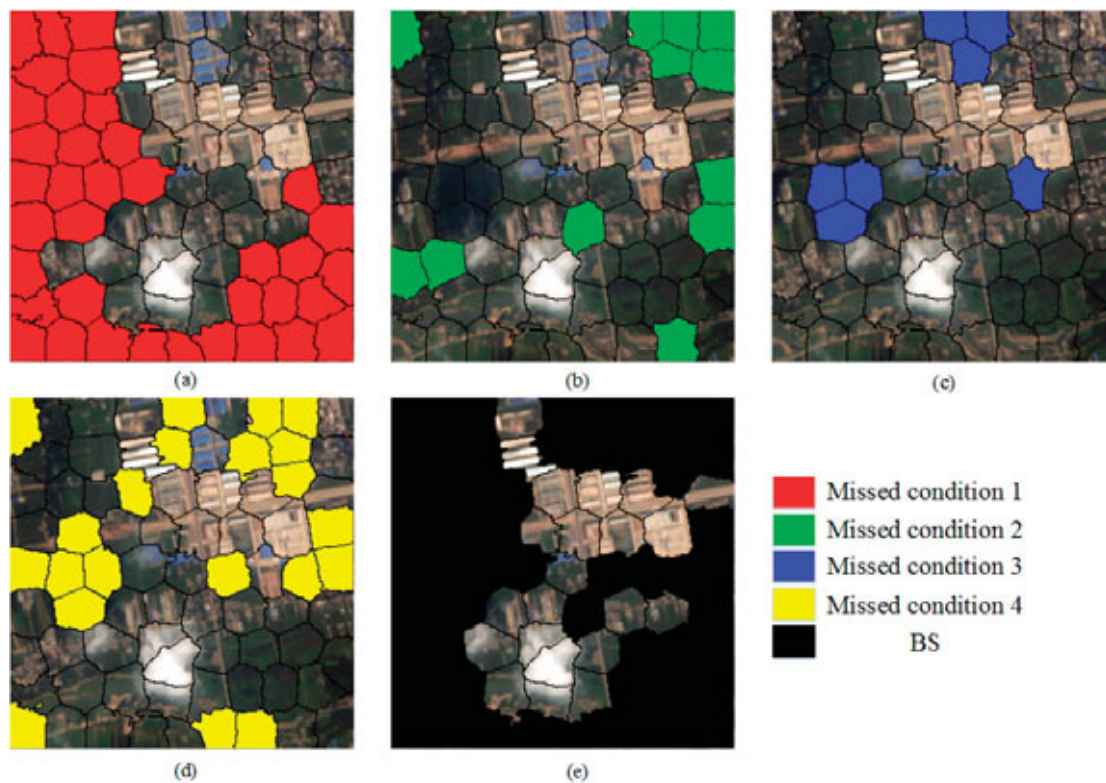 (a)
(b)
(c)
(d)
(e)
Missed condition 1
Missed condition 2
Missed condition 3
Missed condition 4
BS